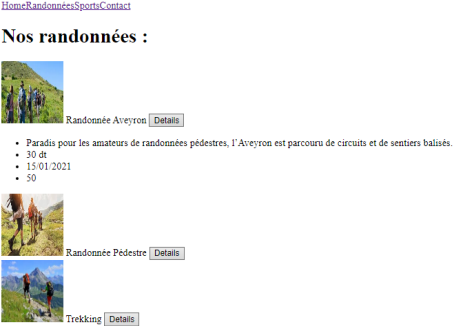 HomeRandonnéesSportsContact
Nos randonnées :
Randonnée Aveyron Details
Paradis pour les amateurs de randonnées pédestres, l'Aveyron est parcouru de circuits et de sentiers balisés.
30 dt
15/01/2021
50
Randonnée Pédestre Details
Trekking Details